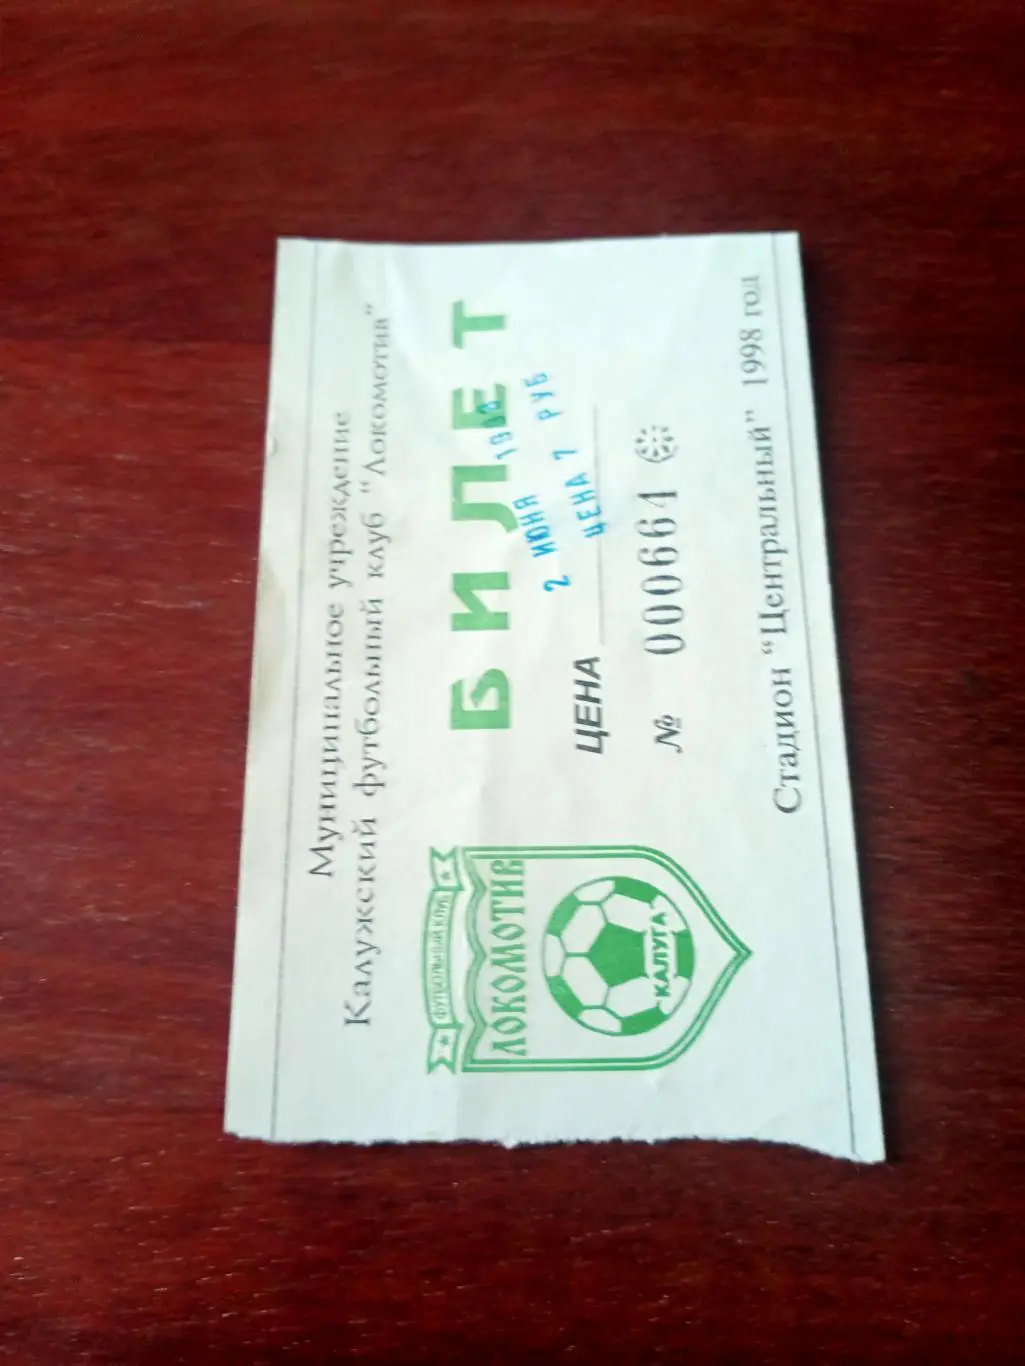 Муниципальное учреждение
Калужский футбольный клуб "Локомотив"
ФУТБОЛЬНЫЙ КЛУБ
ЛОКОМОТИВ
КАЛУГА
БИЛЕТ
2 ИЮНЯ 1998
ЦЕНА 7 РУБ
ЦЕНА
№ 000664
Стадион "Центральный" 1998 год